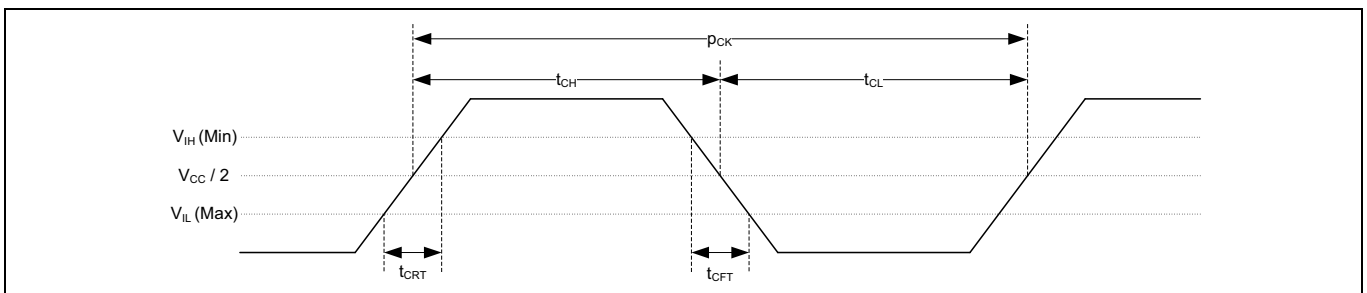 pCK
tCH
tCL
VIH (Min)
VCC / 2
VIL (Max)
tCRT
tCFT